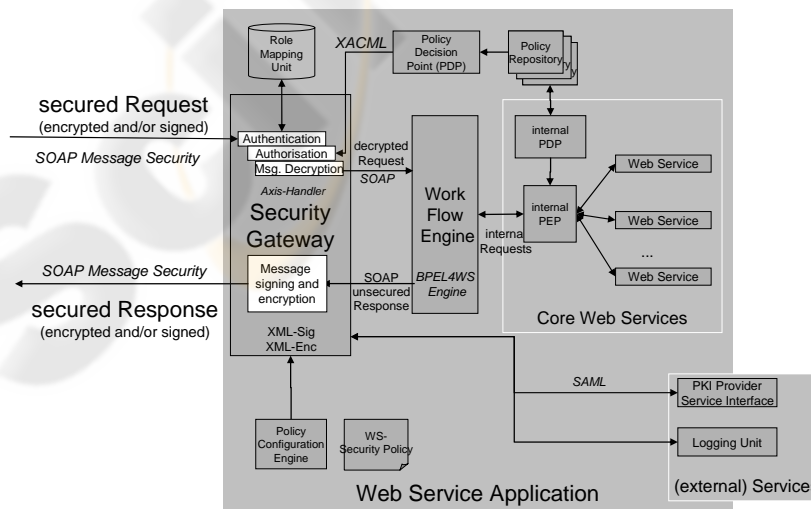 Role
Mapping
Unit
XACML
Policy
Decision
Point (PDP)
Policy
Repository
secured Request
(encrypted and/or signed)
SOAP Message Security
Authentication
Authorisation
Msg. Decryption
Axis-Handler
Security
Gateway
decrypted
Request
SOAP
Work
Flow
Engine
BPEL4WS
Engine
internal
PDP
internal
PEP
interna
Requests
Web Service
Web Service
...
Web Service
Core Web Services
SOAP Message Security
secured Response
(encrypted and/or signed)
Message
signing and
encryption
SOAP
unsecured
Response
XML-Sig
XML-Enc
SAML
PKI Provider
Service Interface
Logging Unit
(external) Service
Policy
Configuration
Engine
WS-
Security Policy
Web Service Application